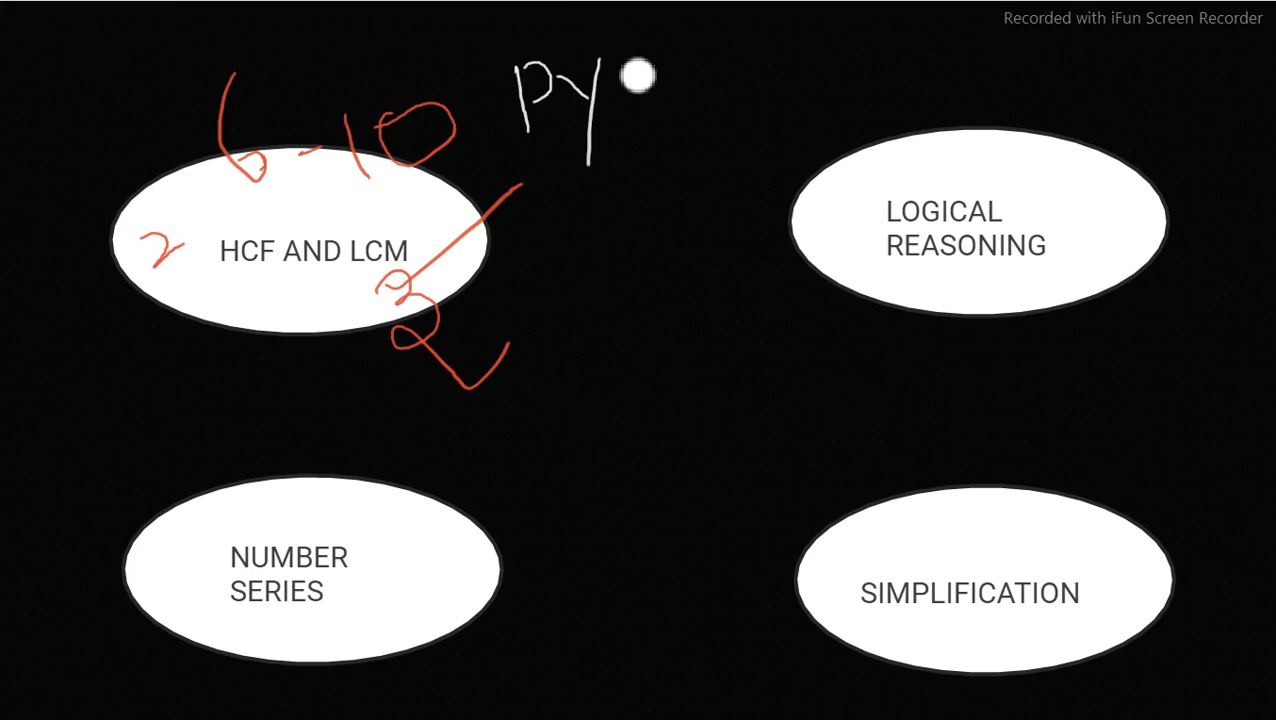 Recorded with iFun Screen Recorder
6-10
PY
2
HCF AND LCM
3
2
LOGICAL
REASONING
NUMBER
SERIES
SIMPLIFICATION